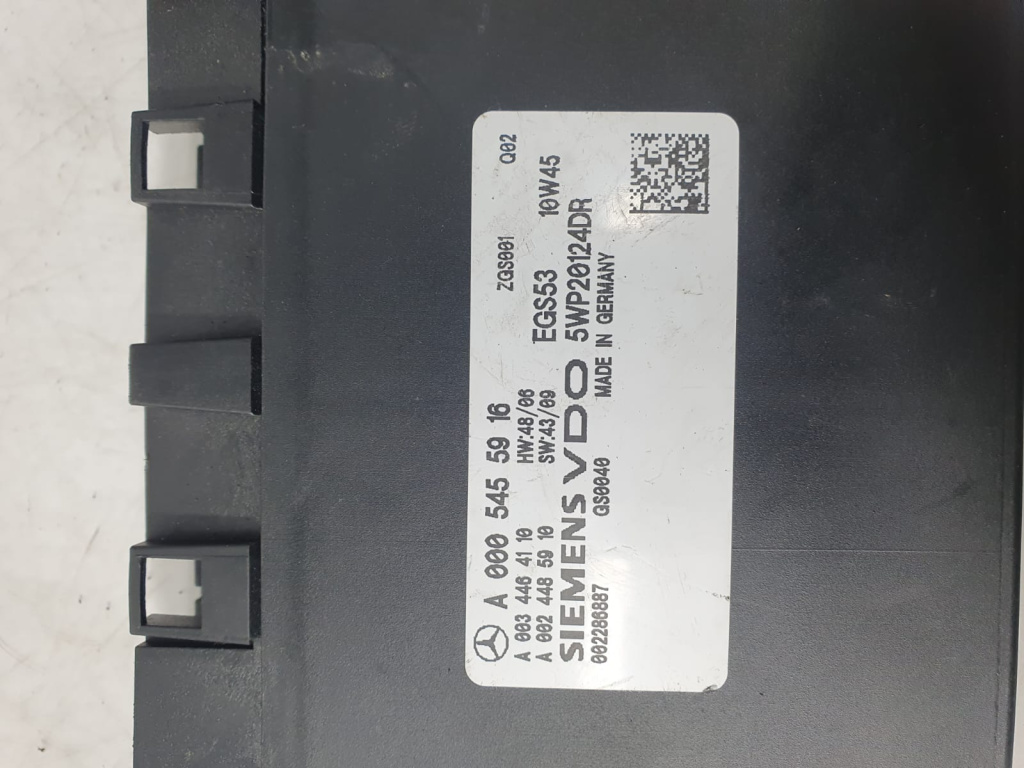 A 000 545 59 16 ZGS001 Q02
A 003 446 41 10 HW:48/06
A 002 448 59 10 SW:43/09 EGS53 10W45
SIEMENS VDO 5WP20124DR
002286887 GS0040 MADE IN GERMANY